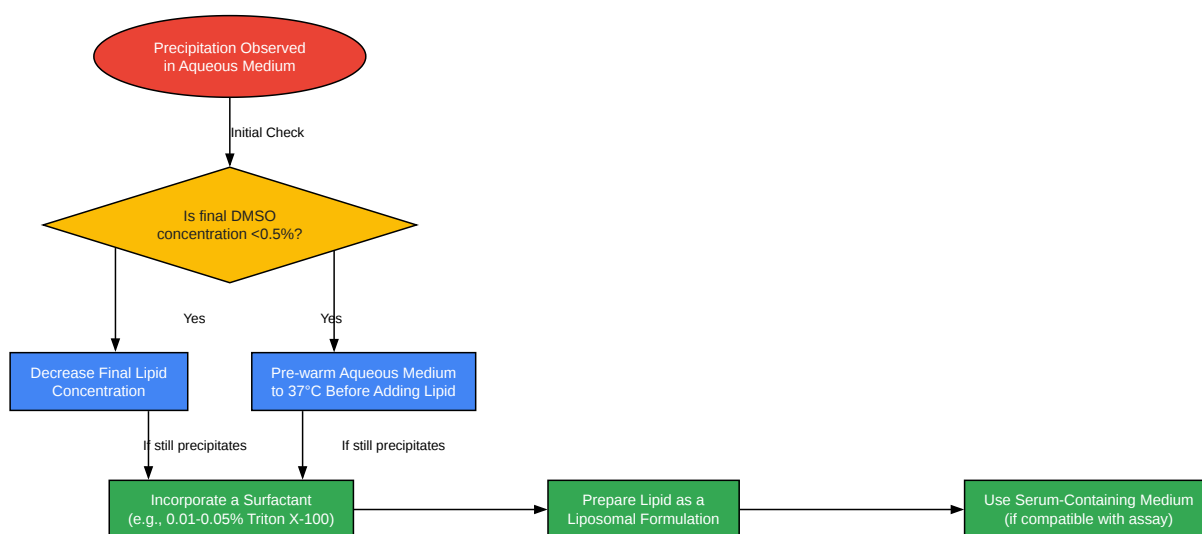 Precipitation Observed
in Aqueous Medium
Initial Check
Is final DMSO
concentration <0.5%?
Yes
Yes
Decrease Final Lipid
Concentration
Pre-warm Aqueous Medium
to 37°C Before Adding Lipid
If still precipitates
If still precipitates
Incorporate a Surfactant
(e.g., 0.01-0.05% Triton X-100)
Prepare Lipid as a
Liposomal Formulation
Use Serum-Containing Medium
(if compatible with assay)